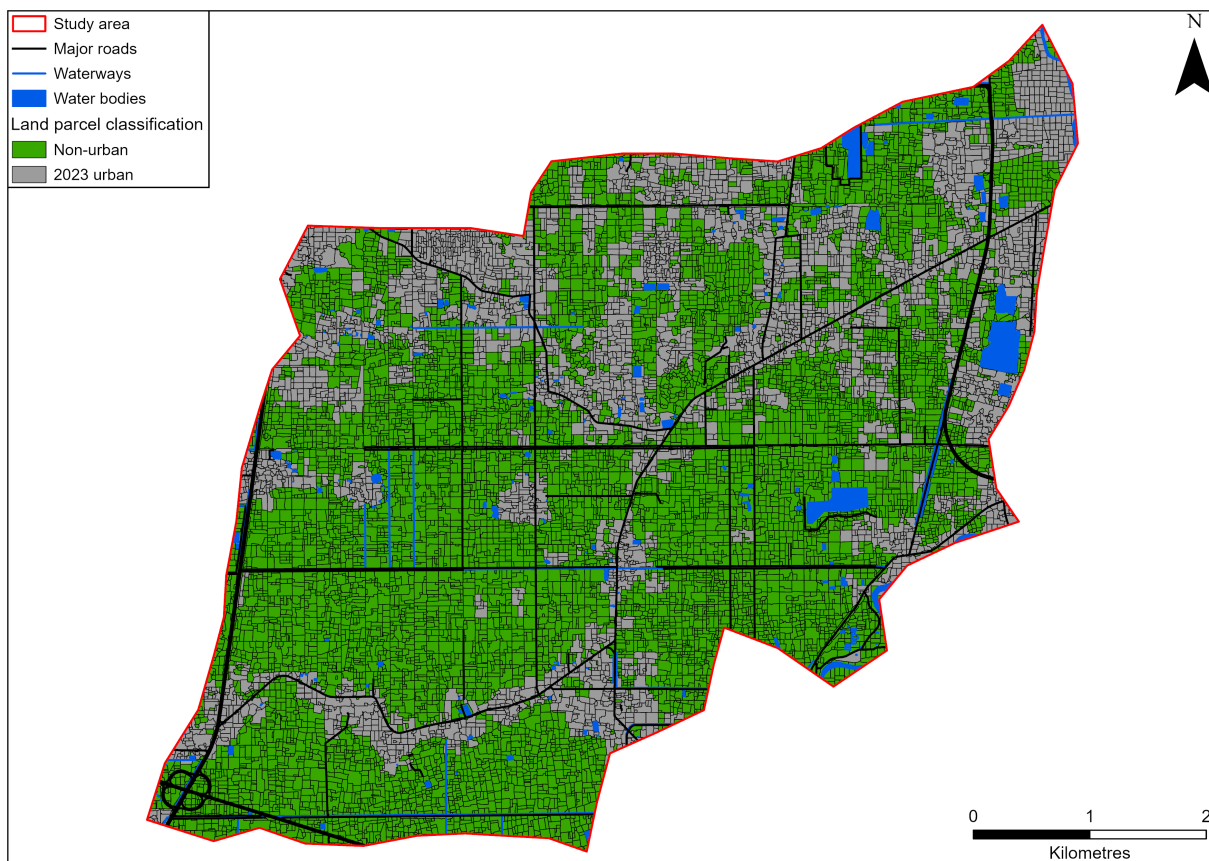 Study area
Major roads
Waterways
Water bodies
Land parcel classification
Non-urban
2023 urban
N
0 1 2
Kilometres